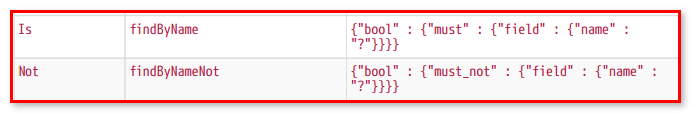 Is findByName {"bool" : {"must" : {"field" : {"name" :
"?"}}}}
Not findByNameNot {"bool" : {"must_not" : {"field" : {"name" :
"?"}}}}